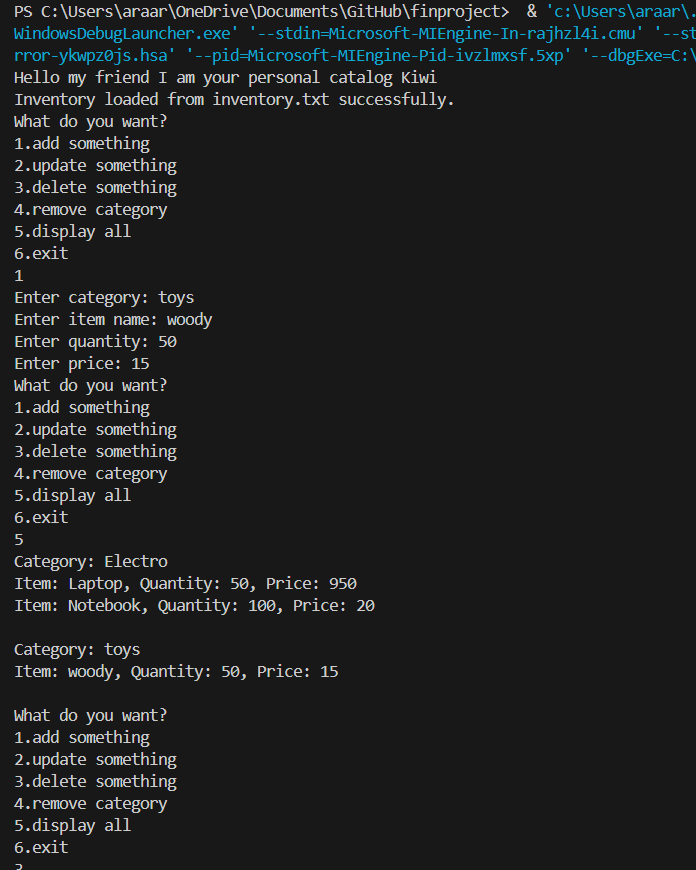 PS C:\Users\araar\OneDrive\Documents\GitHub\finproject>  & 'c:\Users\araar\.
WindowsDebugLauncher.exe' '--stdin=Microsoft-MIEngine-In-rajhzl4i.cmu' '--st
rror-ykwpz0js.hsa' '--pid=Microsoft-MIEngine-Pid-ivzlmxsf.5xp' '--dbgExe=C:\
Hello my friend I am your personal catalog Kiwi
Inventory loaded from inventory.txt successfully.
What do you want?
1.add something
2.update something
3.delete something
4.remove category
5.display all
6.exit
1
Enter category: toys
Enter item name: woody
Enter quantity: 50
Enter price: 15
What do you want?
1.add something
2.update something
3.delete something
4.remove category
5.display all
6.exit
5
Category: Electro
Item: Laptop, Quantity: 50, Price: 950
Item: Notebook, Quantity: 100, Price: 20
Category: toys
Item: woody, Quantity: 50, Price: 15
What do you want?
1.add something
2.update something
3.delete something
4.remove category
5.display all
6.exit